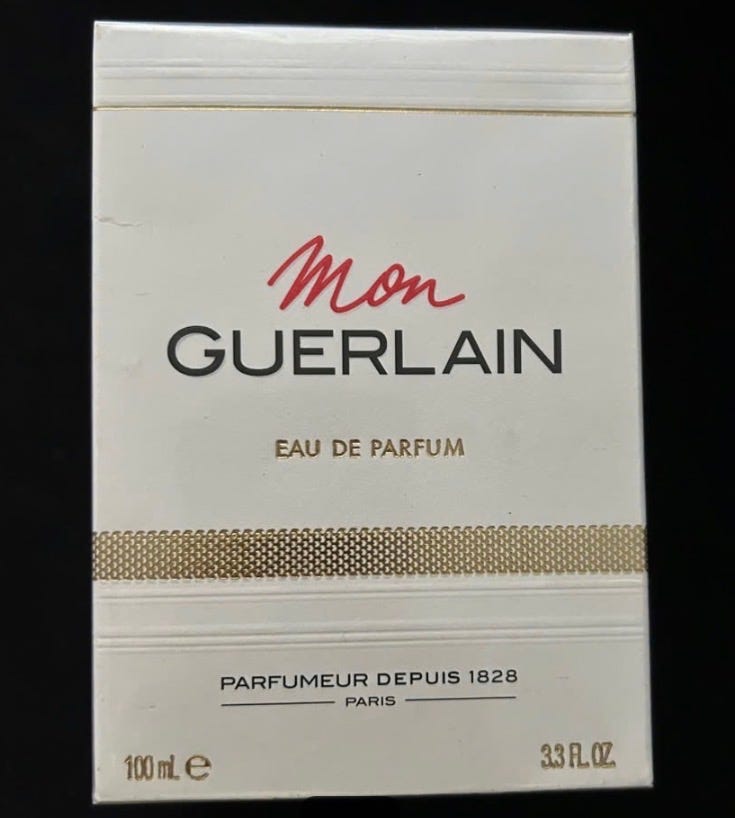 Mon
GUERLAIN
EAU DE PARFUM
PARFUMEUR DEPUIS 1828
PARIS
100 mL ℮
3.3 FL. OZ.